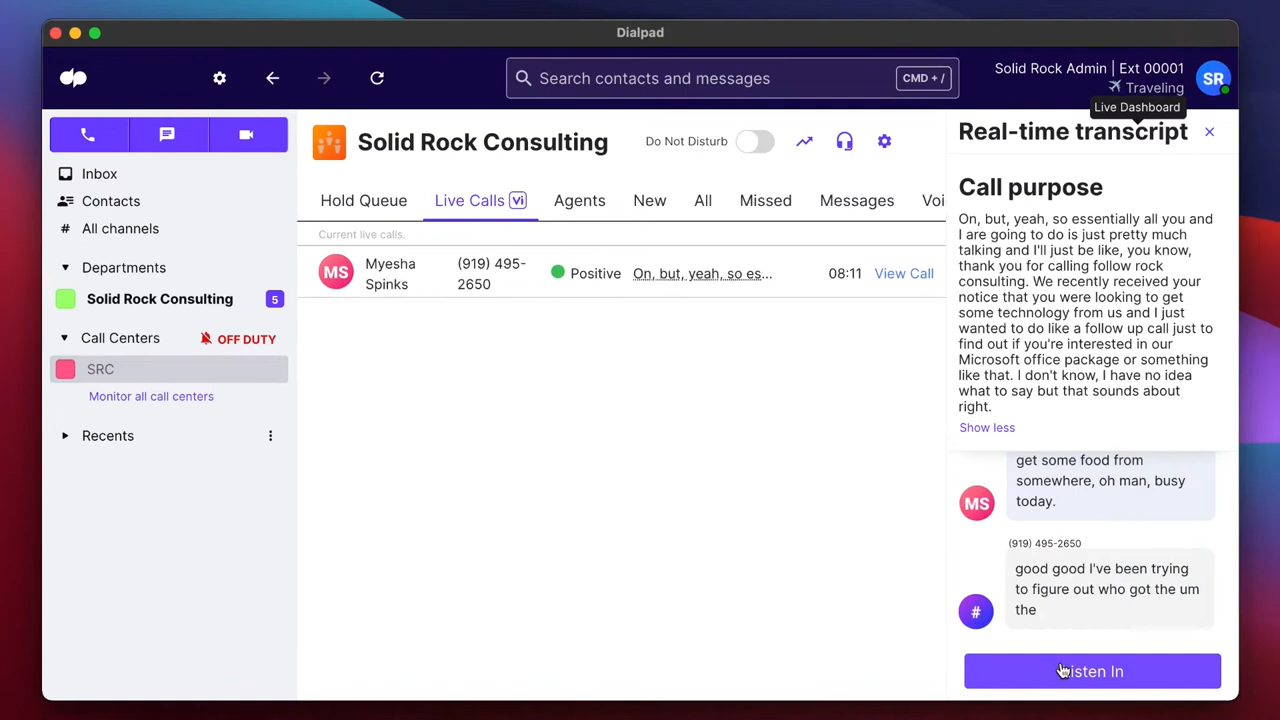 Dialpad
dp
Search contacts and messages
CMD + /
Solid Rock Admin | Ext 00001
Traveling
SR
Live Dashboard
Inbox
Contacts
# All channels
Departments
Solid Rock Consulting 5
Call Centers OFF DUTY
SRC
Monitor all call centers
Recents
Solid Rock Consulting
Do Not Disturb
Hold Queue
Live Calls Vi
Agents
New
All
Missed
Messages
Voi
Current live calls.
MS
Myesha
Spinks
(919) 495-
2650
Positive
On, but, yeah, so es...
08:11
View Call
Real-time transcript
Call purpose
On, but, yeah, so essentially all you and
I are going to do is just pretty much
talking and I'll just be like, you know,
thank you for calling follow rock
consulting. We recently received your
notice that you were looking to get
some technology from us and I just
wanted to do like a follow up call just to
find out if you're interested in our
Microsoft office package or something
like that. I don't know, I have no idea
what to say but that sounds about
right.
Show less
get some food from
somewhere, oh man, busy
today.
MS
(919) 495-2650
good good I've been trying
to figure out who got the um
the
#
Listen In